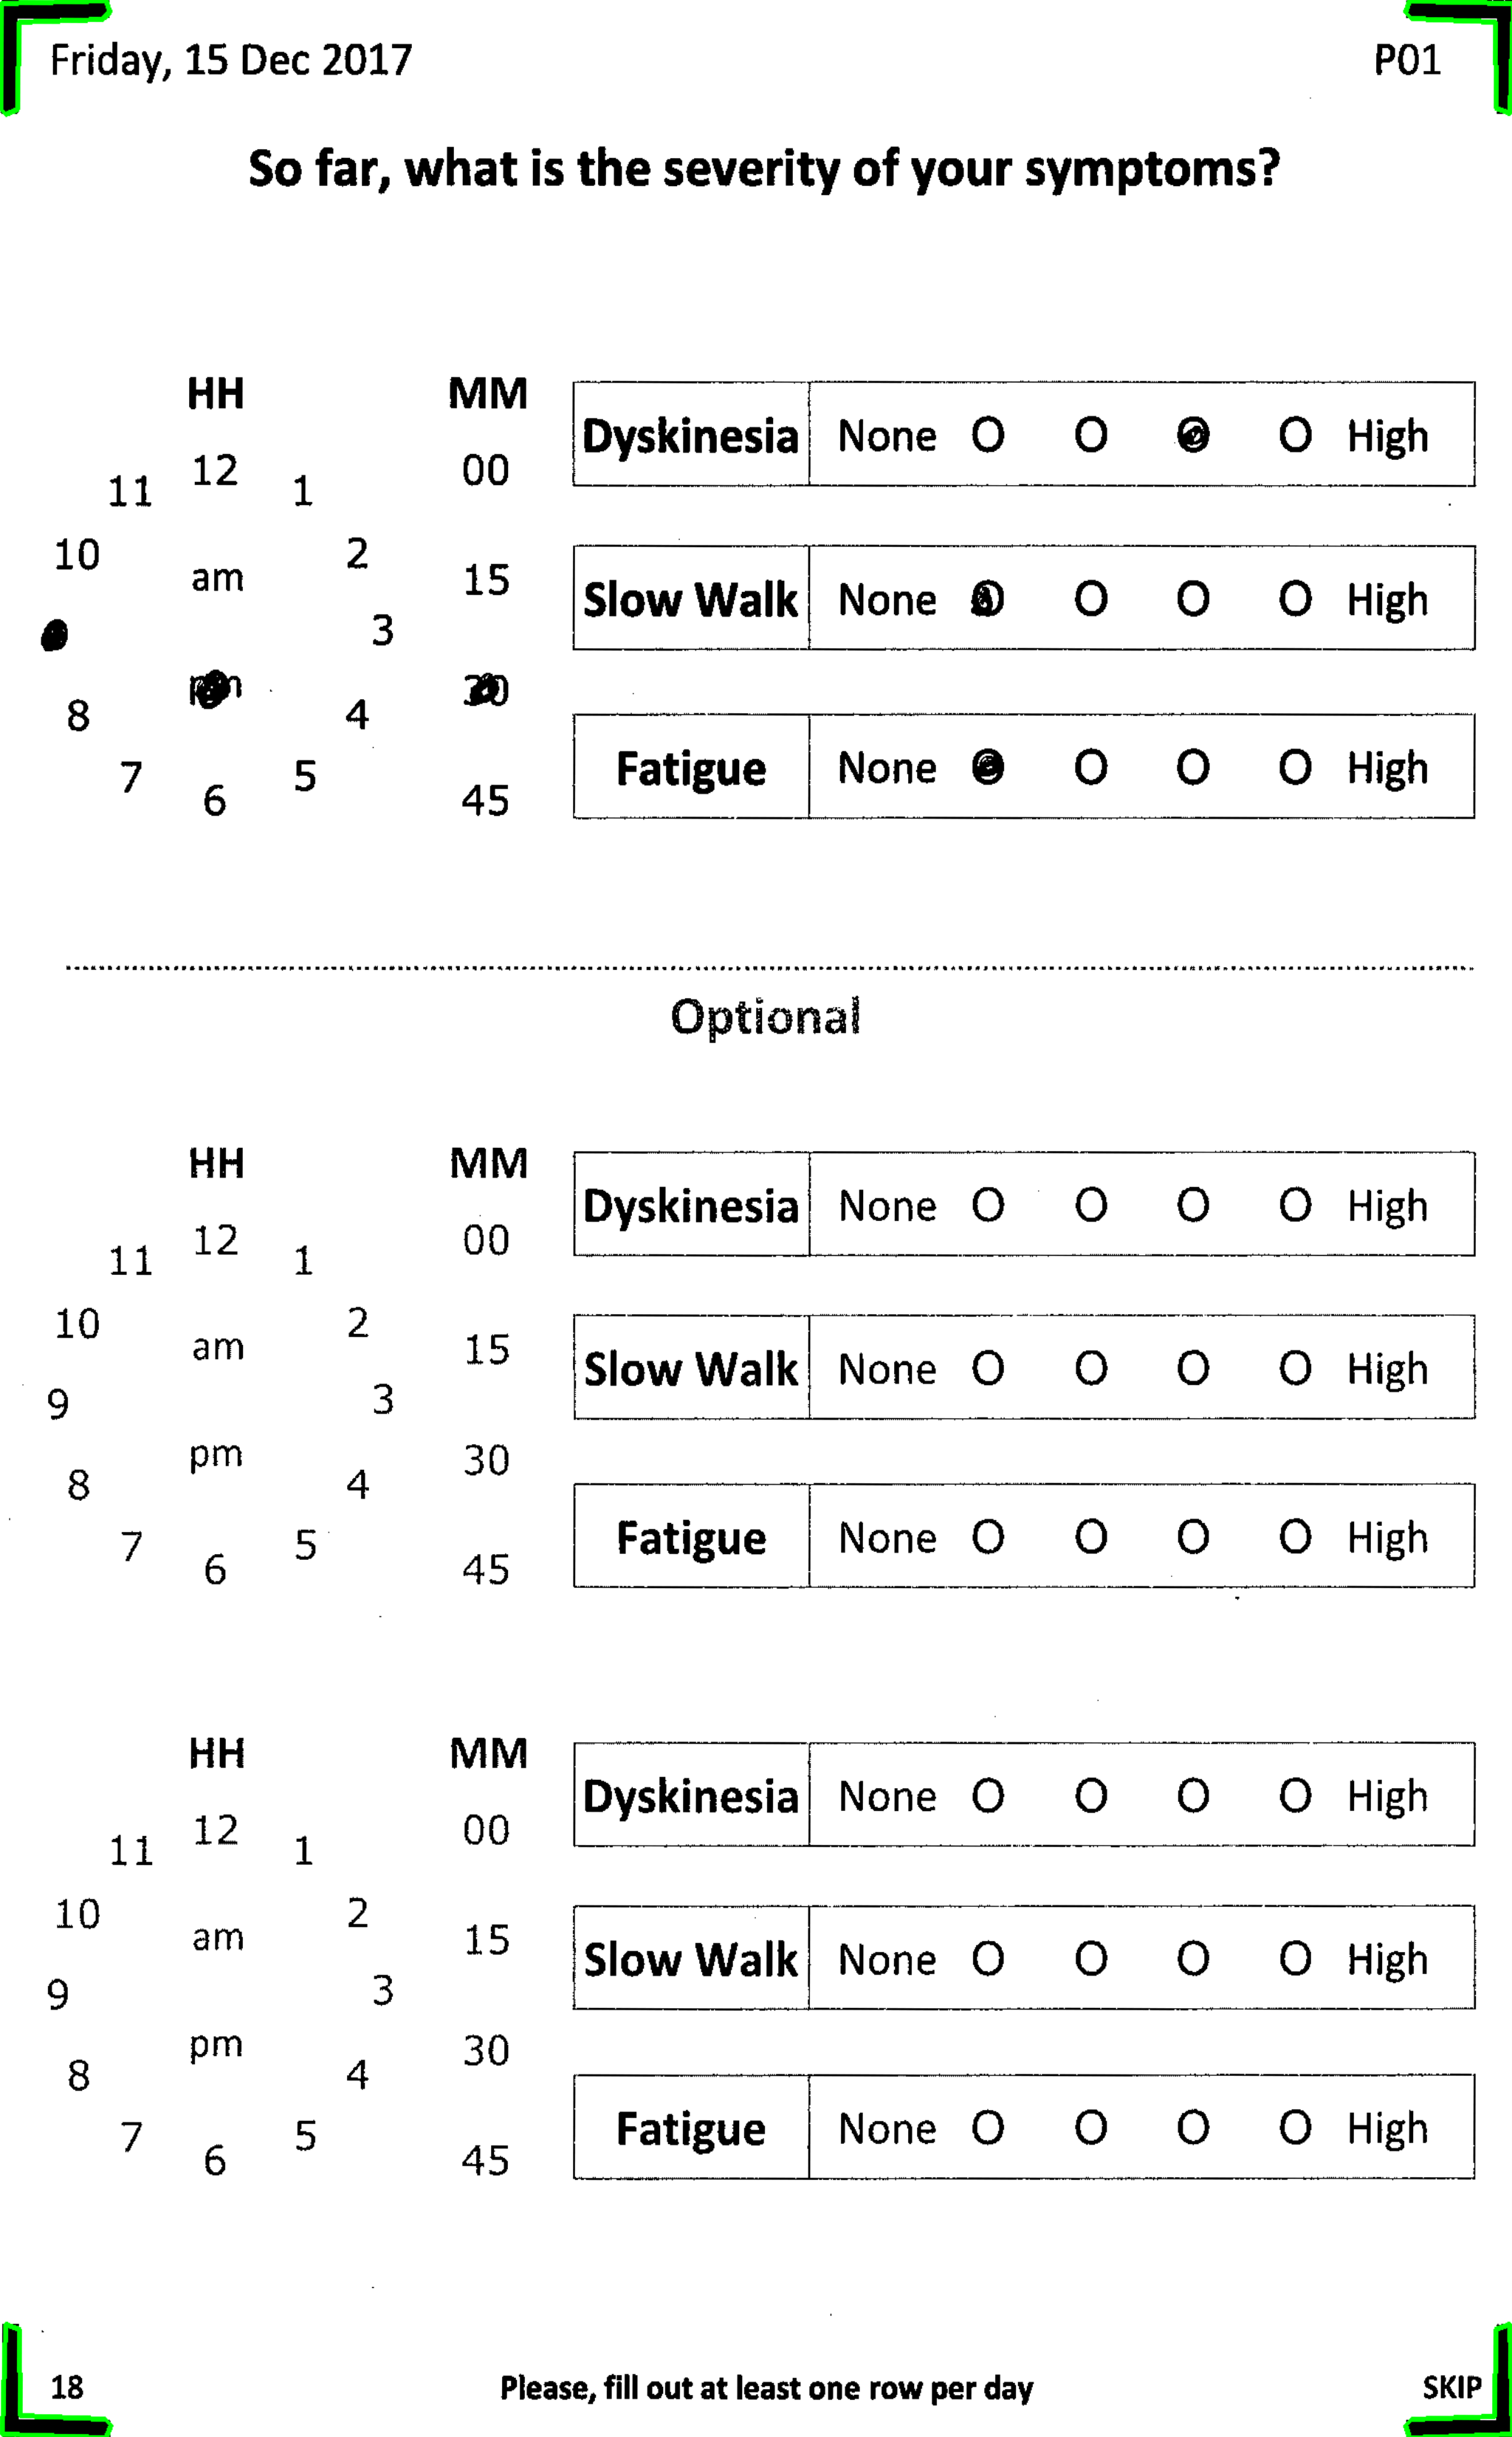 Friday, 15 Dec 2017 P01
So far, what is the severity of your symptoms?
HH MM
Dyskinesia None O O O O High
12 00
11 1
10 2
am 15
Slow Walk None O O O O High
3
pm 30
8 4
Fatigue None O O O O High
7 5
6 45
Optional
HH MM
Dyskinesia None O O O O High
12 00
11 1
10 2
am 15
Slow Walk None O O O O High
9 3
pm 30
8 4
Fatigue None O O O O High
7 5
6 45
HH MM
Dyskinesia None O O O O High
12 00
11 1
10 2
am 15
Slow Walk None O O O O High
9 3
pm 30
8 4
Fatigue None O O O O High
7 5
6 45
18 Please, fill out at least one row per day SKIP